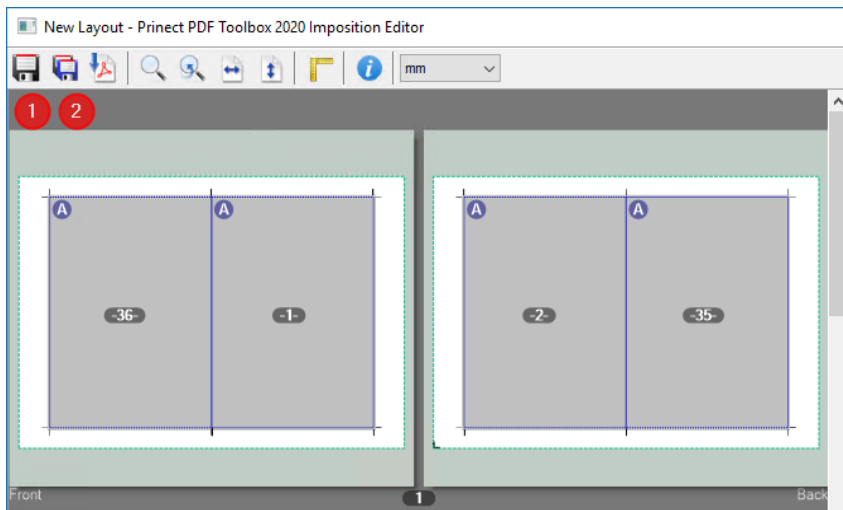 New Layout - Prinect PDF Toolbox 2020 Imposition Editor
mm
1 2
A A A A
-36- -1- -2- -35-
Front 1 Back